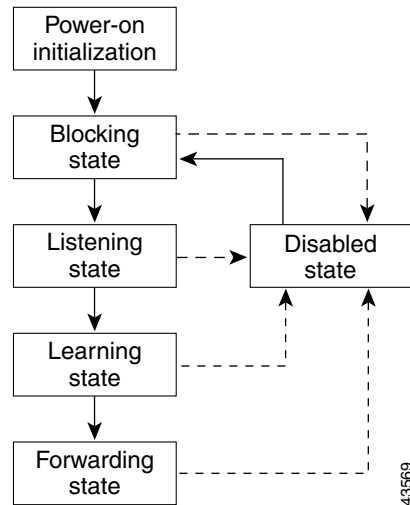 Power-on
initialization
Blocking
state
Listening
state
Disabled
state
Learning
state
Forwarding
state
43569